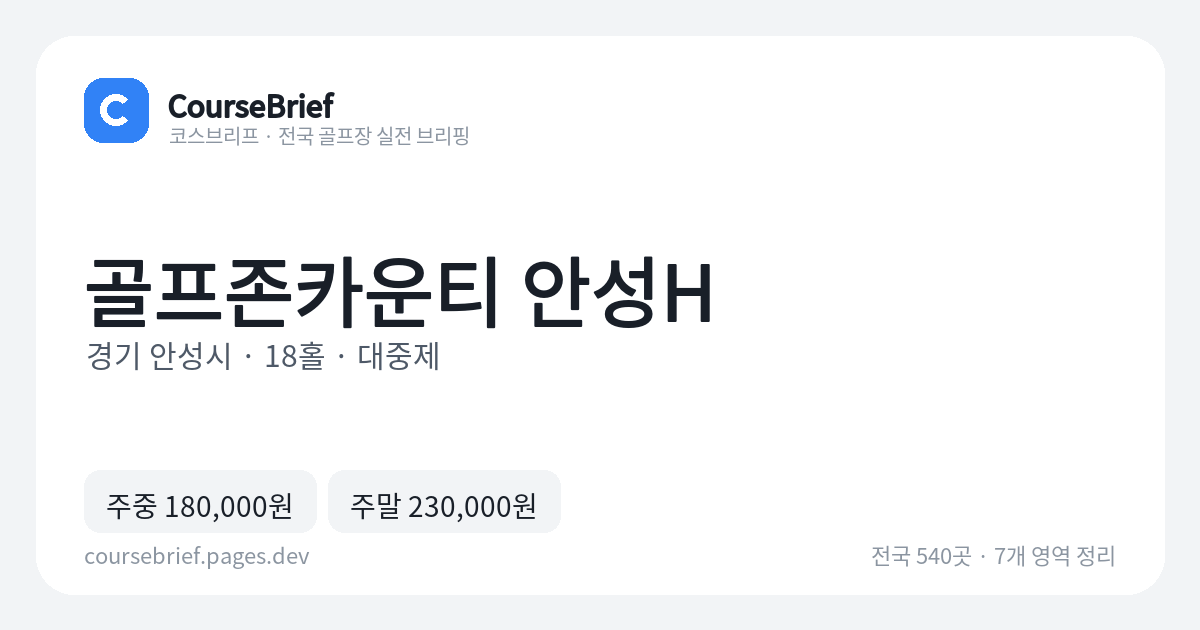 C
CourseBrief
코스브리프 · 전국 골프장 실전 브리핑
골프존카운티 안성H
경기 안성시 · 18홀 · 대중제
주중 180,000원 주말 230,000원
coursebrief.pages.dev 전국 540곳 · 7개 영역 정리